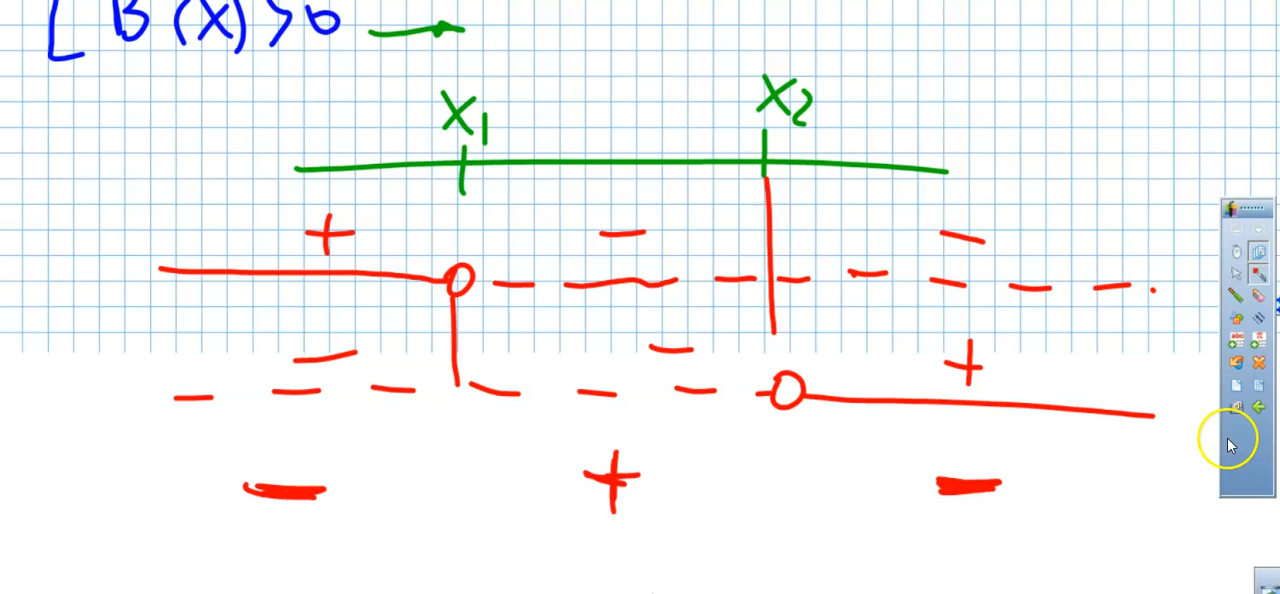 B(X)>0
X1 X2
+ - -
- - +
- + -